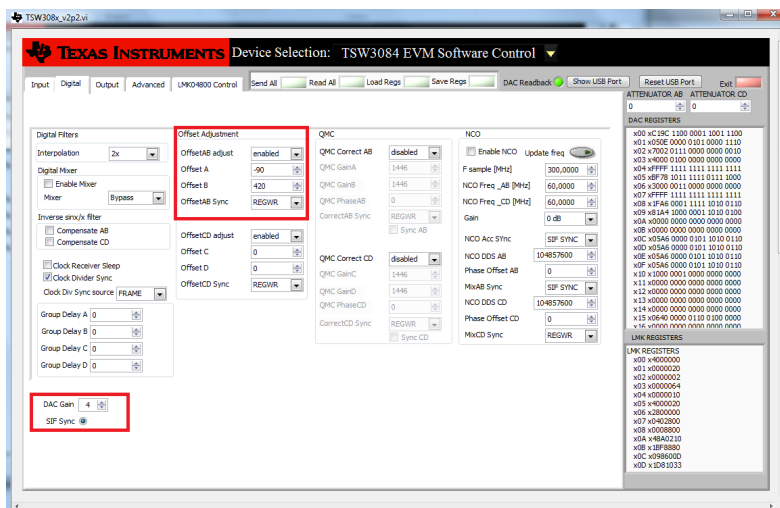 TSW308x_v2p2.vi
TEXAS INSTRUMENTS Device Selection: TSW3084 EVM Software Control
Input Digital Output Advanced LMK04800 Control Send All Read All Load Regs Save Regs DAC Readback Show USB Port Reset USB Port Exit
ATTENUATOR AB ATTENUATOR CD
0 0
DAC REGISTERS
x00 xC19C 1100 0001 1001 1100
x01 x050E 0000 0101 0000 1110
x02 x7002 0111 0000 0000 0010
x03 x4000 0100 0000 0000 0000
x04 xFFFF 1111 1111 1111 1111
x05 xBF78 1011 1111 0111 1000
x06 x3000 0011 0000 0000 0000
x07 xFFFF 1111 1111 1111 1111
x08 x1FA6 0001 1111 1010 0110
x09 x81A4 1000 0001 1010 0100
x0A x0000 0000 0000 0000 0000
x0B x0000 0000 0000 0000 0000
x0C x05A6 0000 0101 1010 0110
x0D x05A6 0000 0101 1010 0110
x0E x05A6 0000 0101 1010 0110
x0F x05A6 0000 0101 1010 0110
x10 x1000 0001 0000 0000 0000
x11 x0000 0000 0000 0000 0000
x12 x0000 0000 0000 0000 0000
x13 x0000 0000 0000 0000 0000
x14 x0000 0000 0000 0000 0000
x15 x0640 0000 0110 0100 0000
x16 x0000 0000 0000 0000 0000
LMK REGISTERS
LMK REGISTERS
x00 x4000000
x01 x0000020
x02 x0000002
x03 x0000064
x04 x0000010
x05 x4000020
x06 x2800000
x07 x0402800
x08 x0008800
x0A x48A0210
x0B x1BF8880
x0C x098600D
x0D x1D81033
Digital Filters
Interpolation 2x
Digital Mixer
Enable Mixer
Mixer Bypass
Inverse sinx/x filter
Compensate AB
Compensate CD
Clock Receiver Sleep
Clock Divider Sync
Clock Div Sync source FRAME
Group Delay A 0
Group Delay B 0
Group Delay C 0
Group Delay D 0
DAC Gain 4
SIF Sync
Offset Adjustment
OffsetAB adjust enabled
Offset A -90
Offset B 420
OffsetAB Sync REGWR
OffsetCD adjust enabled
Offset C 0
Offset D 0
OffsetCD Sync REGWR
QMC
QMC Correct AB disabled
QMC GainA 1446
QMC GainB 1446
QMC PhaseAB 0
CorrectAB Sync REGWR
Sync AB
QMC Correct CD disabled
QMC GainC 1446
QMC GainD 1446
QMC PhaseCD 0
CorrectCD Sync REGWR
Sync CD
NCO
Enable NCO Update freq
F sample [MHz] 300,0000
NCO Freq _AB [MHz] 60,0000
NCO Freq _CD [MHz] 60,0000
Gain 0 dB
NCO Acc SYnc SIF SYNC
NCO DDS AB 104857600
Phase Offset AB 0
MixAB Sync SIF SYNC
NCO DDS CD 104857600
Phase Offset CD 0
MixCD Sync REGWR